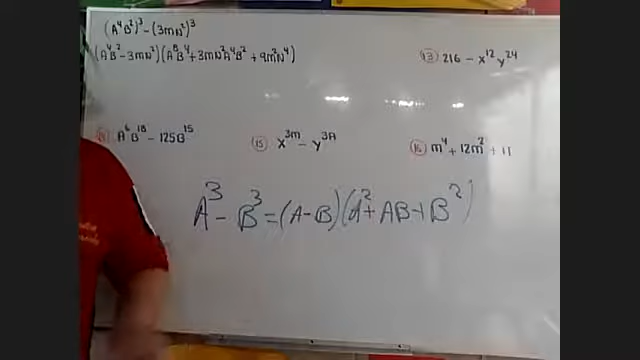 (A⁴B²)³ - (3mN²)³
(A⁴B² - 3mN²)(A⁸B⁴ + 3mN²A⁴B² + 9m²N⁴)
13) 216 - x¹²y²⁴
A⁶B¹⁸ - 125B¹⁵
15) x³ᵐ - y³ᴬ
16) m⁴ + 12m² + 11
A³ - B³ = (A-B)(A² + AB + B²)